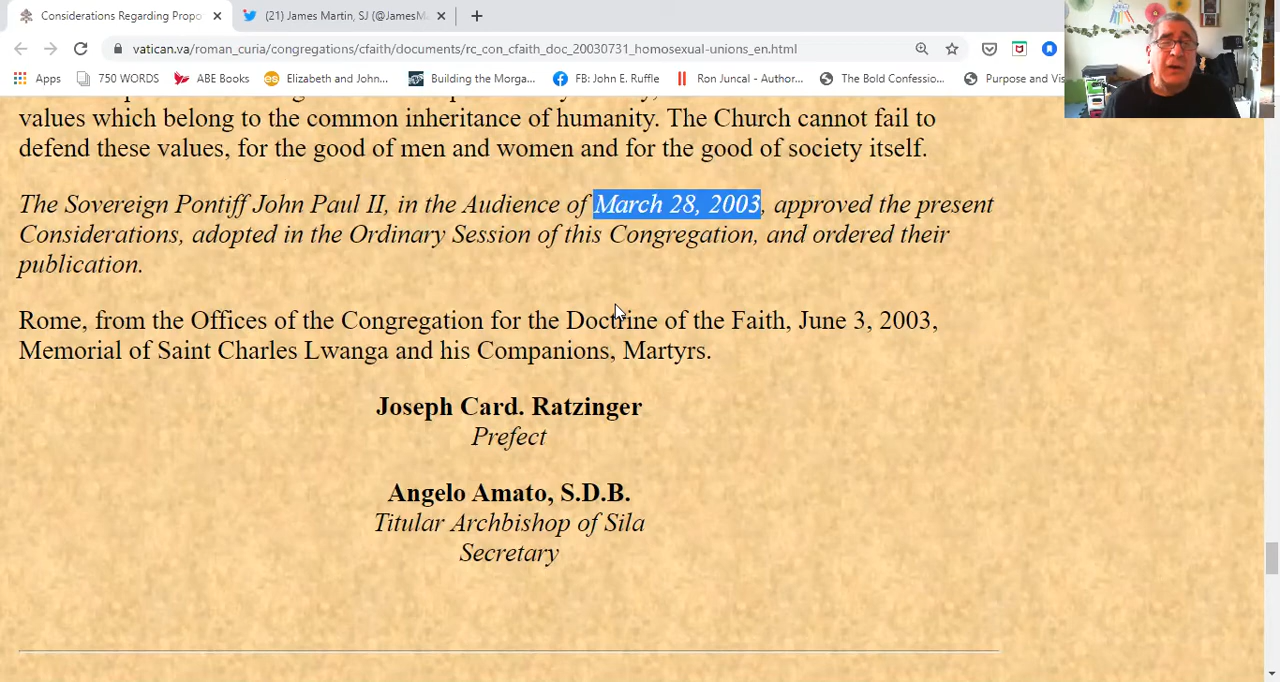 Considerations Regarding Propo
(21) James Martin, SJ (@JamesMa
vatican.va/roman_curia/congregations/cfaith/documents/rc_con_cfaith_doc_20030731_homosexual-unions_en.html
Apps 750 WORDS ABE Books Elizabeth and John... Building the Morga... FB: John E. Ruffle Ron Juncal - Author... The Bold Confessio... Purpose and Vis
values which belong to the common inheritance of humanity. The Church cannot fail to
defend these values, for the good of men and women and for the good of society itself.
The Sovereign Pontiff John Paul II, in the Audience of March 28, 2003, approved the present
Considerations, adopted in the Ordinary Session of this Congregation, and ordered their
publication.
Rome, from the Offices of the Congregation for the Doctrine of the Faith, June 3, 2003,
Memorial of Saint Charles Lwanga and his Companions, Martyrs.
Joseph Card. Ratzinger
Prefect
Angelo Amato, S.D.B.
Titular Archbishop of Sila
Secretary